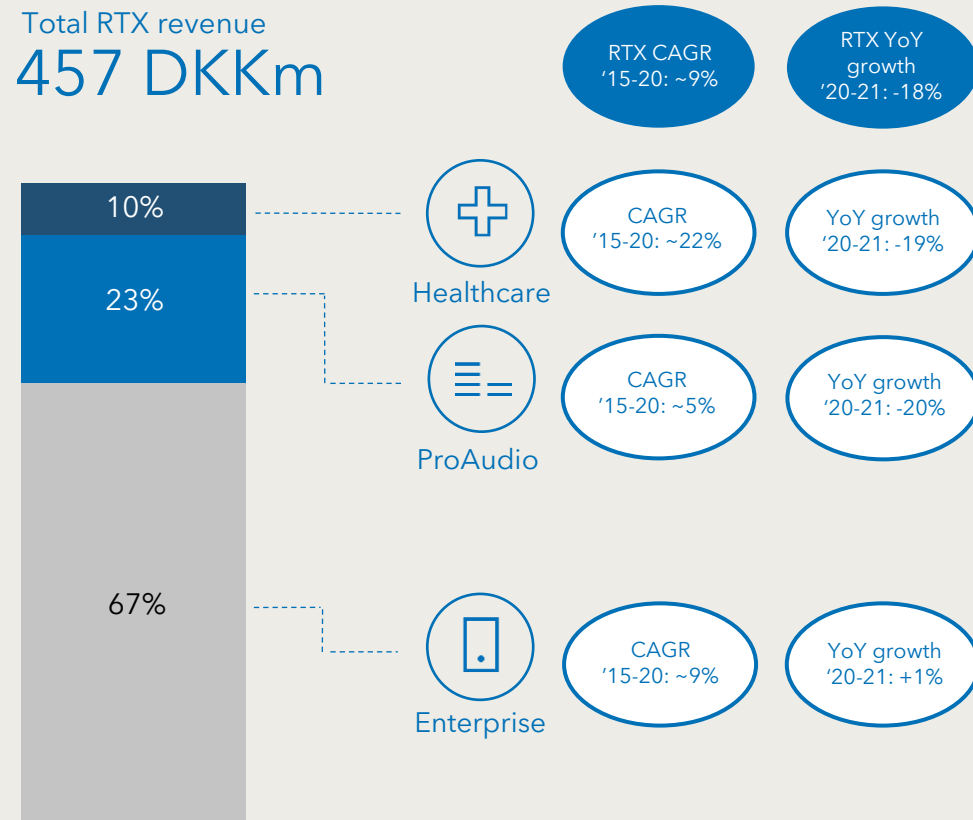 Total RTX revenue
457 DKKm
RTX CAGR
’15-20: ~9%
RTX YoY
growth
’20-21: -18%
10%
Healthcare
CAGR
’15-20: ~22%
YoY growth
’20-21: -19%
23%
ProAudio
CAGR
’15-20: ~5%
YoY growth
’20-21: -20%
67%
Enterprise
CAGR
’15-20: ~9%
YoY growth
‘20-21: +1%